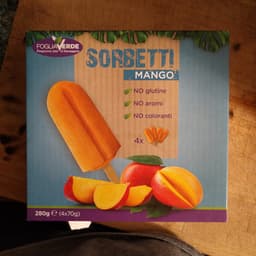 FOGLIAVERDE
SORBETTI
MANGO
NO glutine
NO aromi
NO coloranti
4x
280g ℮ (4x70g)